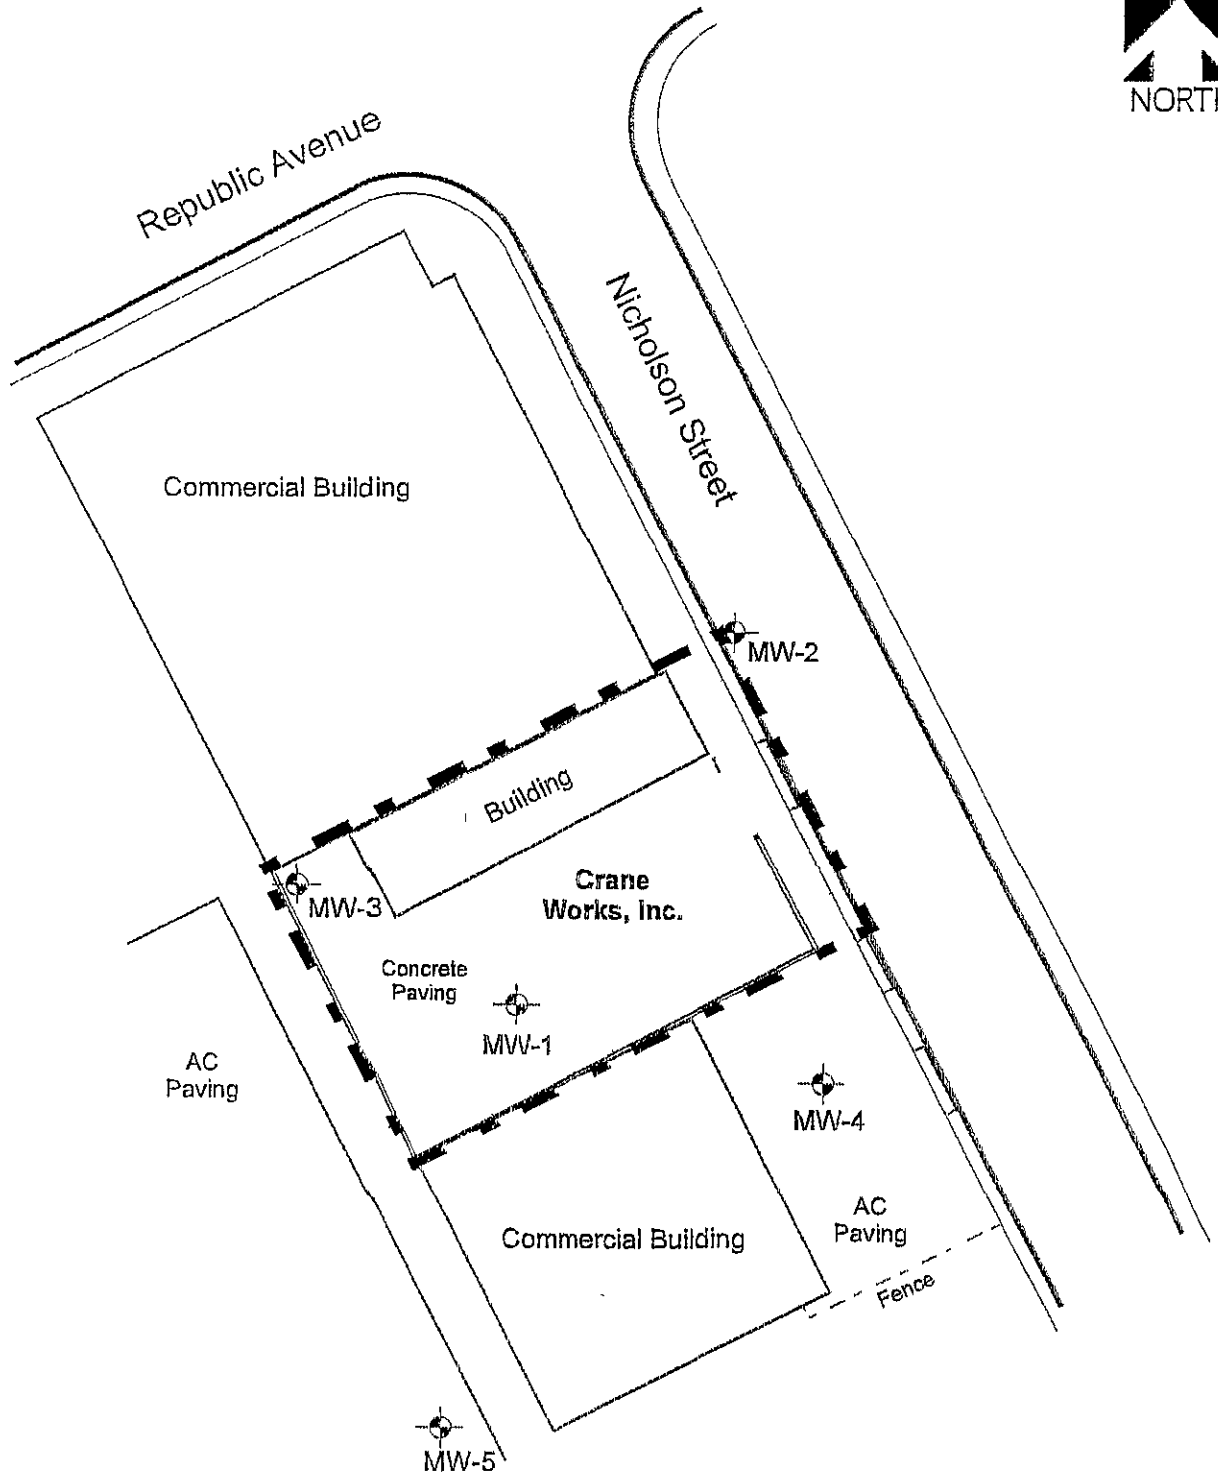 NORTH
Republic Avenue
Nicholson Street
Commercial Building
MW-2
Building
Crane
Works, Inc.
MW-3
Concrete
Paving
MW-1
AC
Paving
MW-4
Commercial Building
AC
Paving
Fence
MW-5